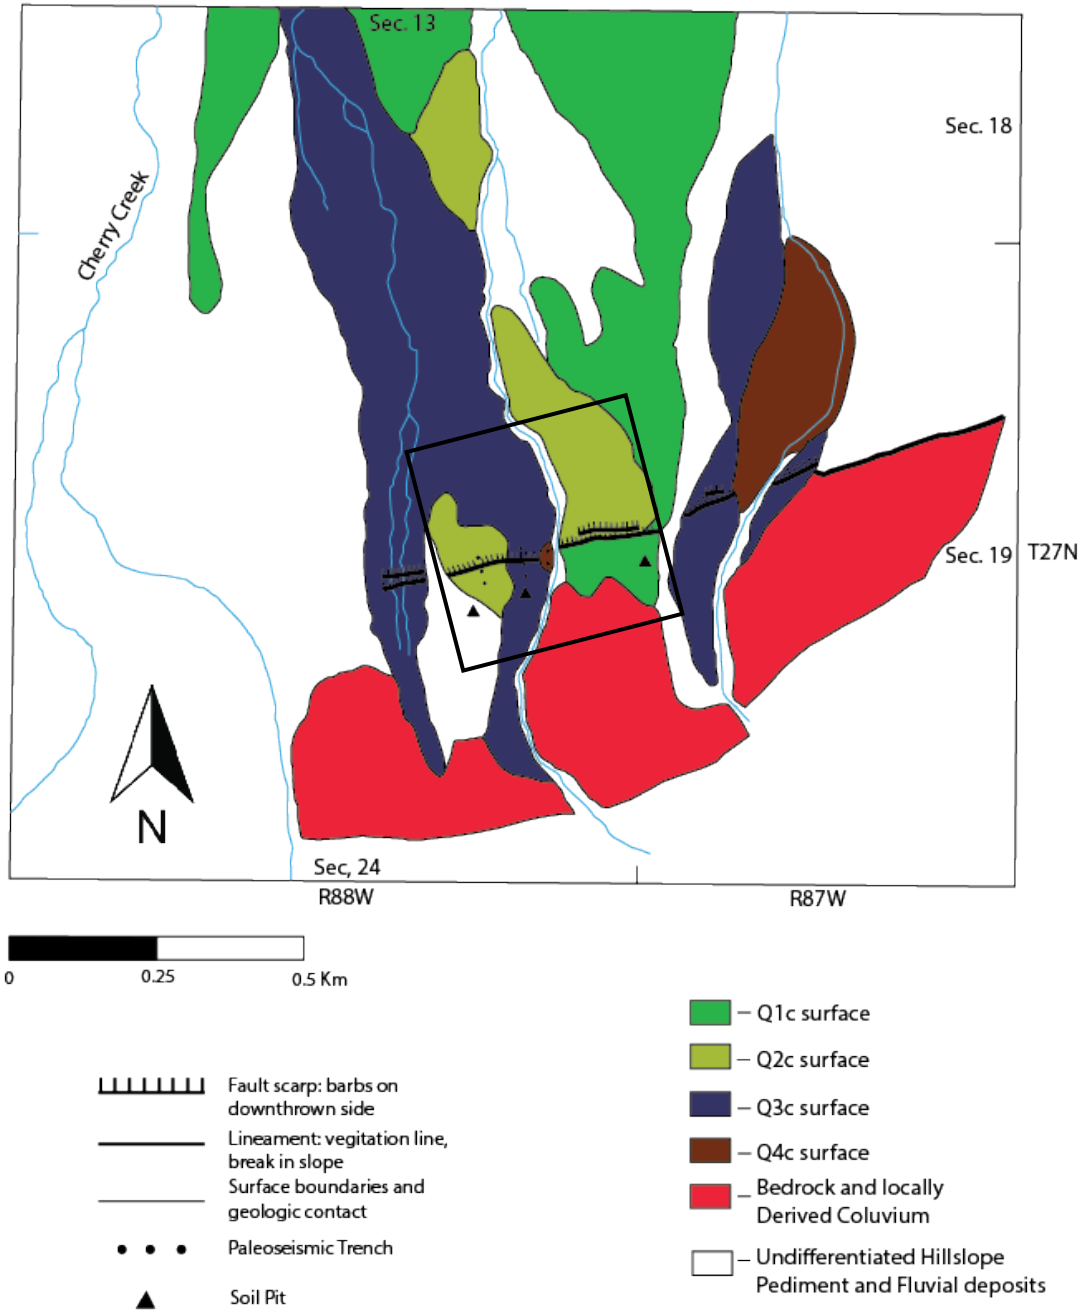 Sec. 13
Sec. 18
Cherry Creek
Sec. 19
T27N
N
Sec, 24
R88W
R87W
0
0.25
0.5 Km
Q1c surface
Q2c surface
Q3c surface
Q4c surface
Bedrock and locally
Derived Coluvium
Undifferentiated Hillslope
Pediment and Fluvial deposits
Fault scarp: barbs on
downthrown side
Lineament: vegitation line,
break in slope
Surface boundaries and
geologic contact
Paleoseismic Trench
Soil Pit